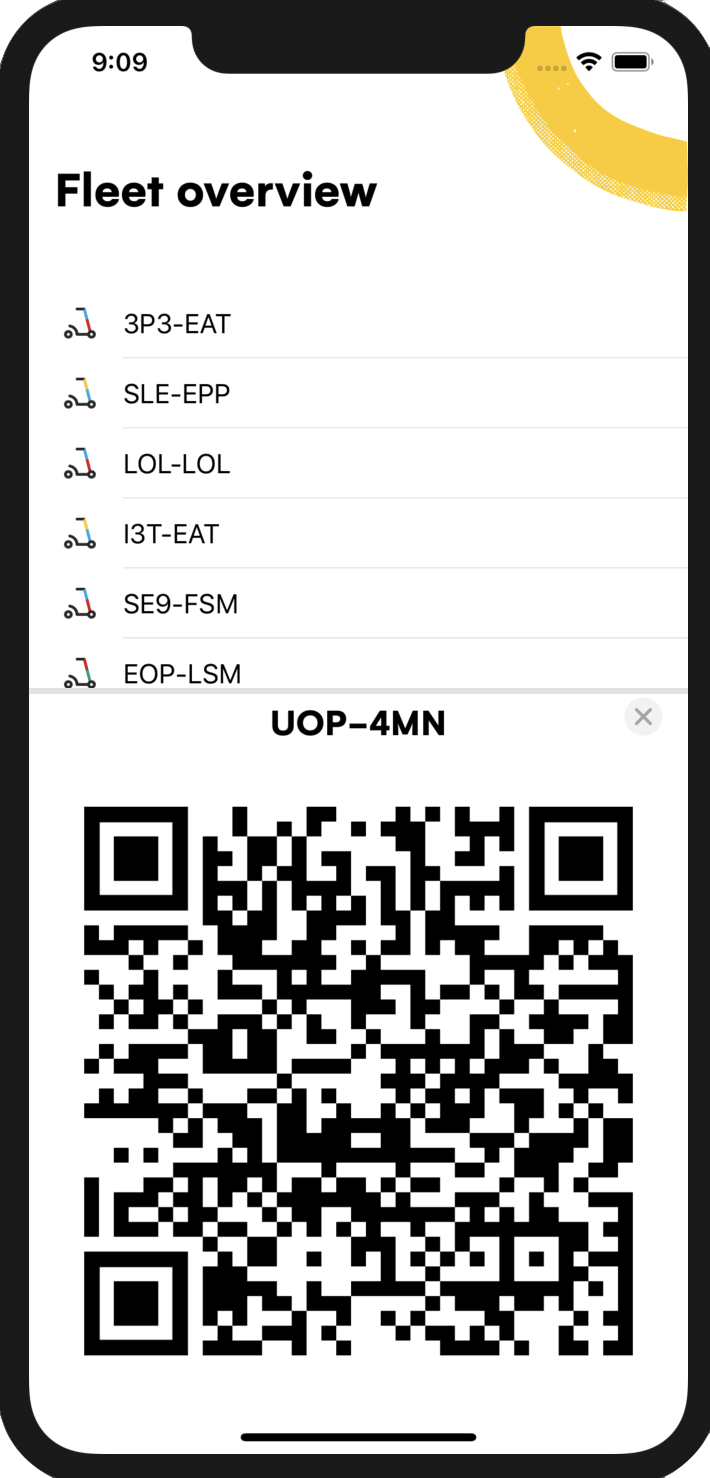 9:09
Fleet overview
3P3-EAT
SLE-EPP
LOL-LOL
I3T-EAT
SE9-FSM
EOP-LSM
UOP-4MN